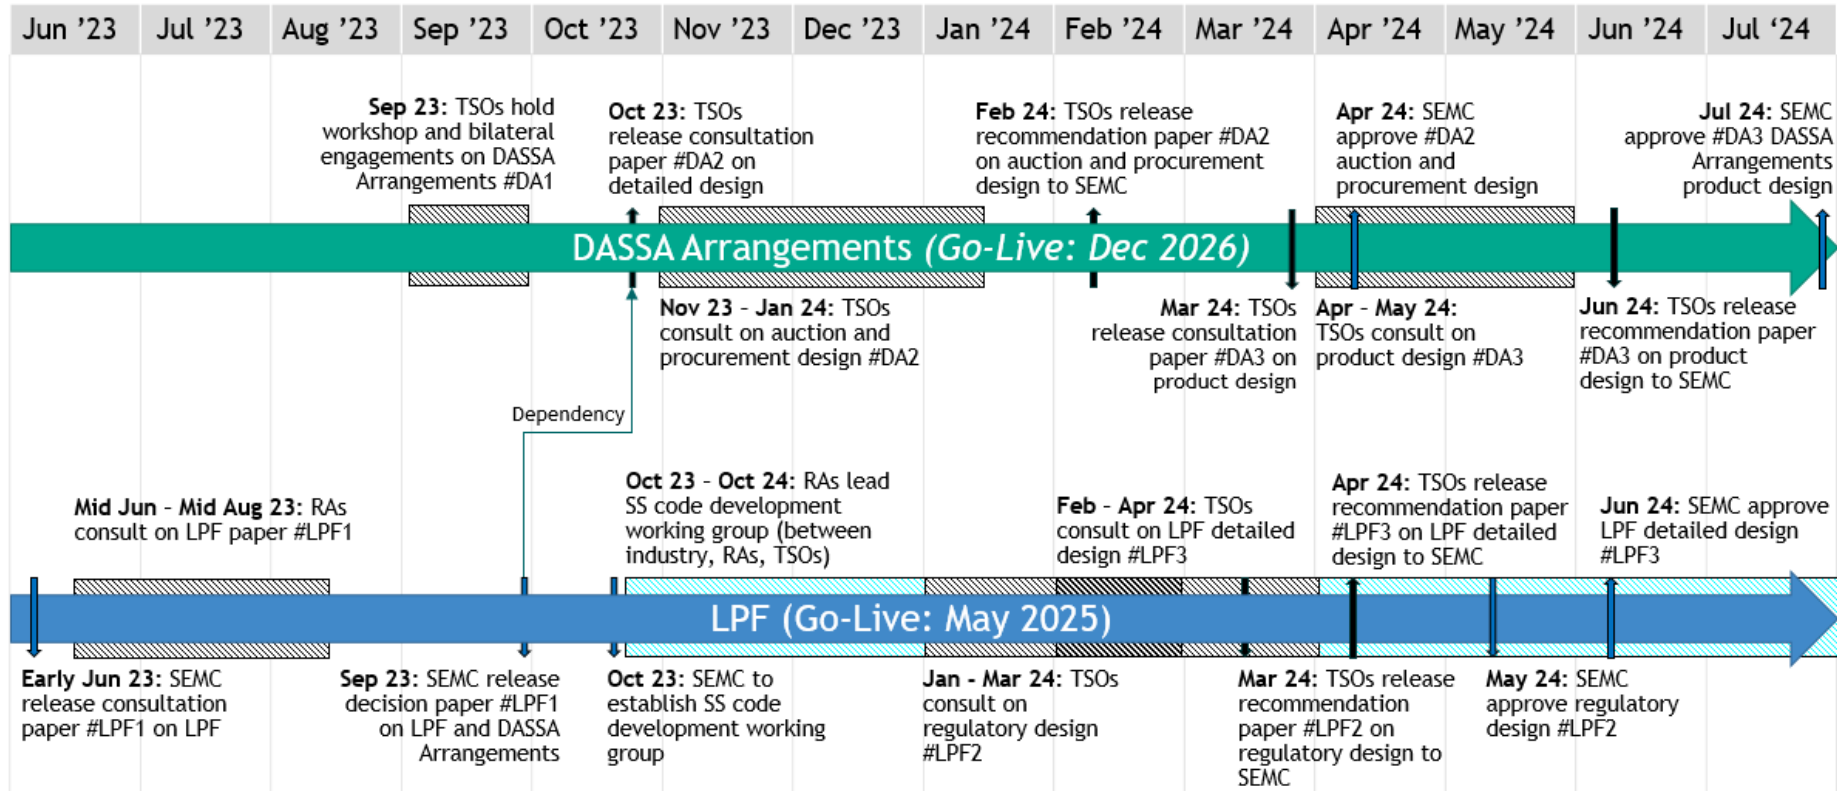 Jun ’23
Jul ’23
Aug ’23
Sep ’23
Oct ’23
Nov ’23
Dec ’23
Jan ’24
Feb ’24
Mar ’24
Apr ’24
May ’24
Jun ’24
Jul ‘24
Sep 23: TSOs hold
workshop and bilateral
engagements on DASSA
Arrangements #DA1
Oct 23: TSOs
release consultation
paper #DA2 on
detailed design
Feb 24: TSOs release
recommendation paper #DA2
on auction and procurement
design to SEMC
Apr 24: SEMC
approve #DA2
auction and
procurement design
Jul 24: SEMC
approve #DA3 DASSA
Arrangements
product design
DASSA Arrangements (Go-Live: Dec 2026)
Nov 23 – Jan 24: TSOs
consult on auction and
procurement design #DA2
Mar 24: TSOs
release consultation
paper #DA3 on
product design
Apr – May 24:
TSOs consult on
product design #DA3
Jun 24: TSOs release
recommendation paper
#DA3 on product
design to SEMC
Dependency
Mid Jun – Mid Aug 23: RAs
consult on LPF paper #LPF1
Oct 23 – Oct 24: RAs lead
SS code development
working group (between
industry, RAs, TSOs)
Feb – Apr 24: TSOs
consult on LPF detailed
design #LPF3
Apr 24: TSOs release
recommendation paper
#LPF3 on LPF detailed
design to SEMC
Jun 24: SEMC approve
LPF detailed design
#LPF3
LPF (Go-Live: May 2025)
Early Jun 23: SEMC
release consultation
paper #LPF1 on LPF
Sep 23: SEMC release
decision paper #LPF1
on LPF and DASSA
Arrangements
Oct 23: SEMC to
establish SS code
development working
group
Jan - Mar 24: TSOs
consult on
regulatory design
#LPF2
Mar 24: TSOs release
recommendation
paper #LPF2 on
regulatory design to
SEMC
May 24: SEMC
approve regulatory
design #LPF2